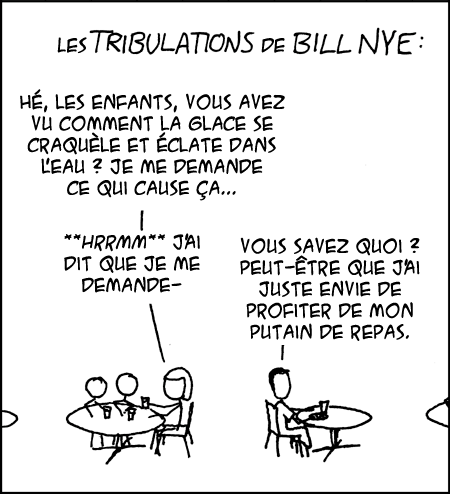 LES TRIBULATIONS DE BILL NYE:
HÉ, LES ENFANTS, VOUS AVEZ
VU COMMENT LA GLACE SE
CRAQUÈLE ET ÉCLATE DANS
L'EAU ? JE ME DEMANDE
CE QUI CAUSE ÇA...
**HRRMM** J'AI
DIT QUE JE ME
DEMANDE-
VOUS SAVEZ QUOI ?
PEUT-ÊTRE QUE J'AI
JUSTE ENVIE DE
PROFITER DE MON
PUTAIN DE REPAS.